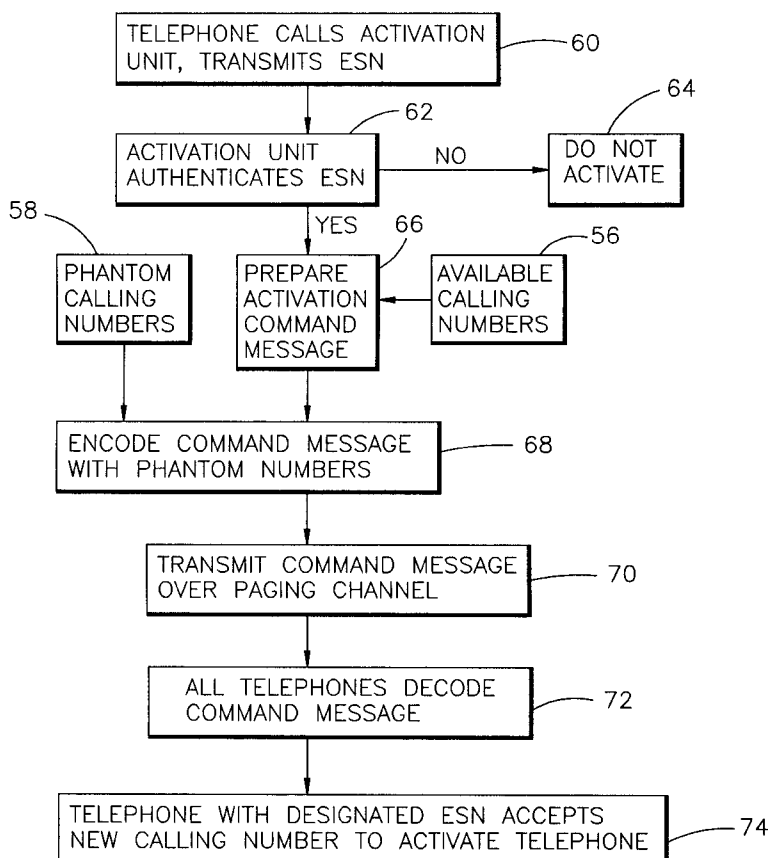 TELEPHONE CALLS ACTIVATION
UNIT, TRANSMITS ESN
60
62
64
ACTIVATION UNIT
AUTHENTICATES ESN
NO
DO NOT
ACTIVATE
58
YES
66
56
PHANTOM
CALLING
NUMBERS
PREPARE
ACTIVATION
COMMAND
MESSAGE
AVAILABLE
CALLING
NUMBERS
ENCODE COMMAND MESSAGE
WITH PHANTOM NUMBERS
68
TRANSMIT COMMAND MESSAGE
OVER PAGING CHANNEL
70
ALL TELEPHONES DECODE
COMMAND MESSAGE
72
TELEPHONE WITH DESIGNATED ESN ACCEPTS
NEW CALLING NUMBER TO ACTIVATE TELEPHONE
74